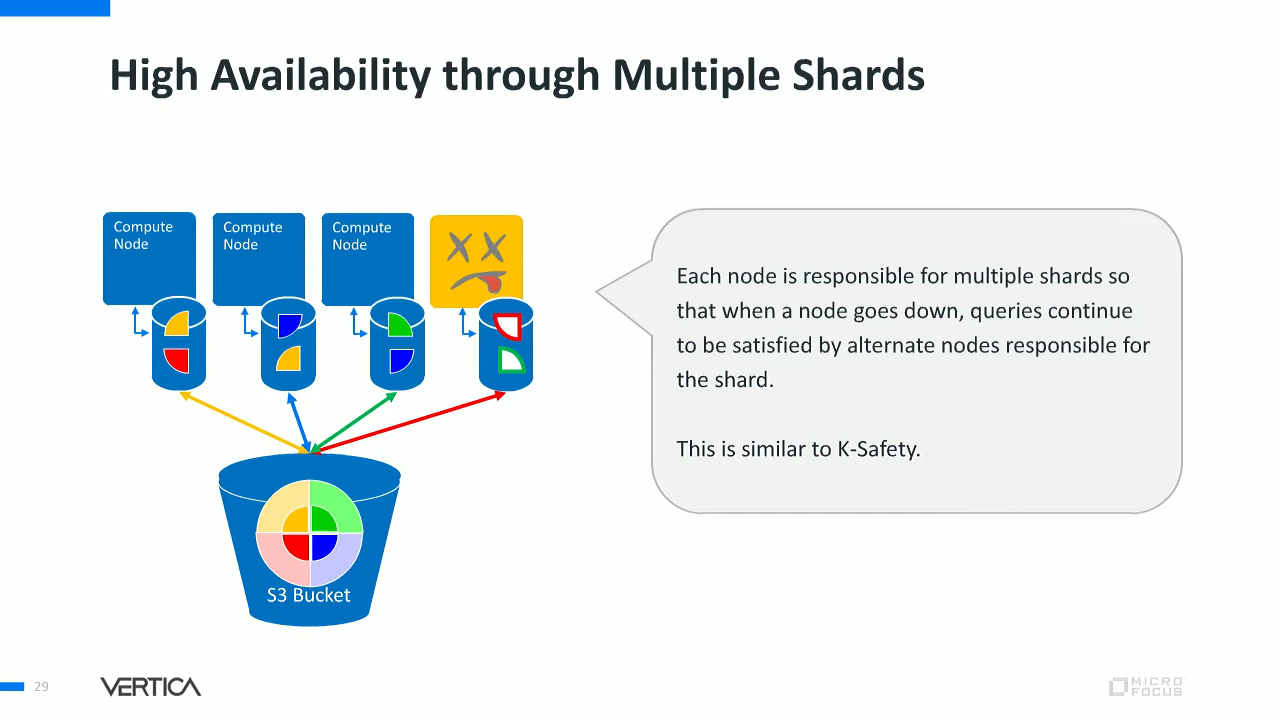 High Availability through Multiple Shards
Compute
Node
Compute
Node
Compute
Node
Each node is responsible for multiple shards so
that when a node goes down, queries continue
to be satisfied by alternate nodes responsible for
the shard.
This is similar to K-Safety.
S3 Bucket
29
VERTICA
MICRO
FOCUS